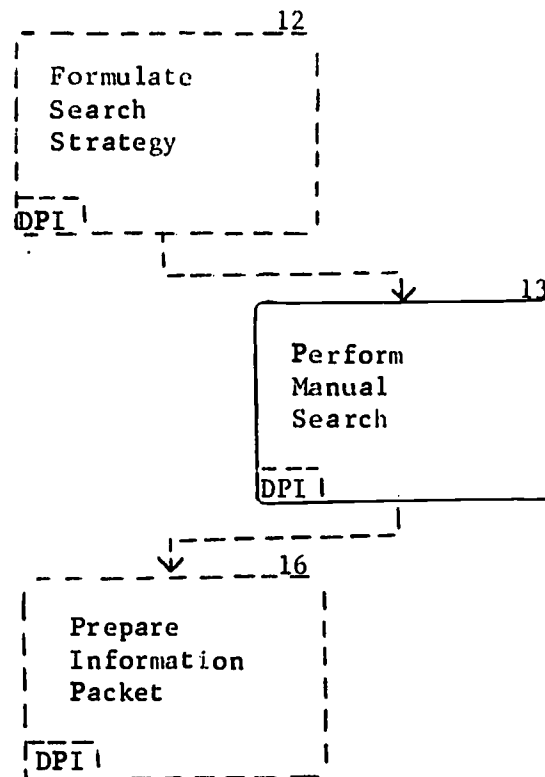 12
Formulate
Search
Strategy
DPI
13
Perform
Manual
Search
DPI
16
Prepare
Information
Packet
DPI